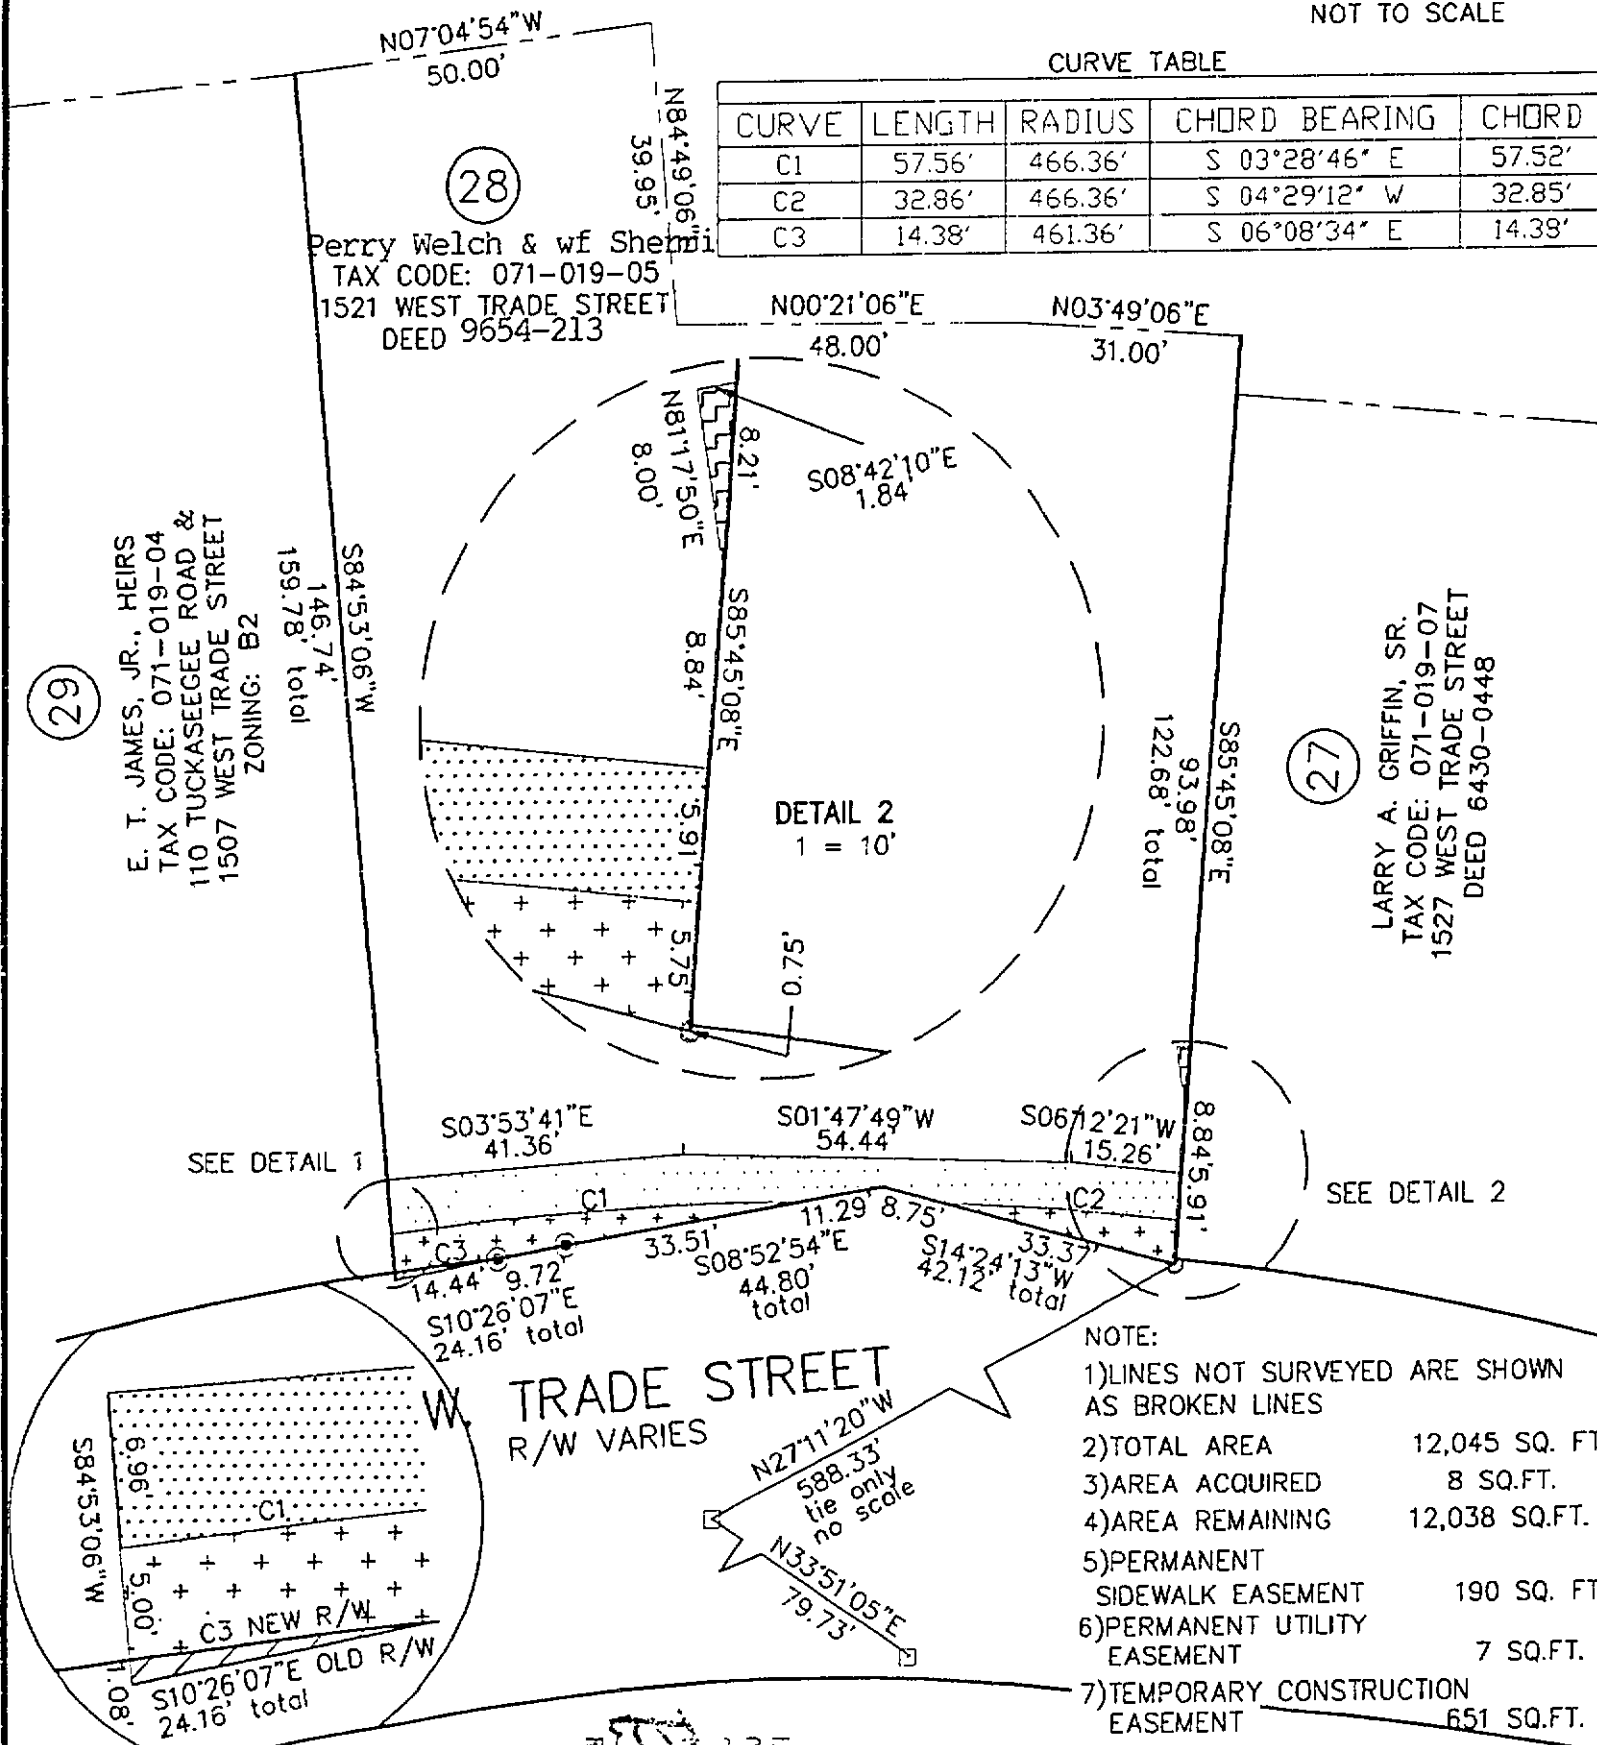 NOT TO SCALE
N07°04'54"W
50.00'
CURVE TABLE
CURVE LENGTH RADIUS CHORD BEARING CHORD
C1 57.56' 466.36' S 03°28'46" E 57.52'
C2 32.86' 466.36' S 04°29'12" W 32.85'
C3 14.38' 461.36' S 06°08'34" E 14.38'
N84°49'06"
39.95'
28
Perry Welch & wf Sherri
TAX CODE: 071-019-05
1521 WEST TRADE STREET
DEED 9654-213
N00°21'06"E
48.00'
N03°49'06"E
31.00'
N81°17'50"E
8.00'
8.21'
S08°42'10"E
1.84'
S85°45'08"E
8.84'
5.91'
5.75'
0.75'
DETAIL 2
1 = 10'
29
E. T. JAMES, JR., HEIRS
TAX CODE: 071-019-04
110 TUCKASEEGEE ROAD &
1507 WEST TRADE STREET
ZONING: B2
S84°53'06"W
146.74'
159.78' total
S85°45'08"E
93.98'
122.68' total
27
LARRY A. GRIFFIN, SR.
TAX CODE: 071-019-07
1527 WEST TRADE STREET
DEED 6430-0448
SEE DETAIL 1
S03°53'41"E
41.36'
S01°47'49"W
54.44'
S06°12'21"W
15.26'
8.84'
5.91'
SEE DETAIL 2
C1
C2
C3
14.44'
9.72'
S10°26'07"E
24.16' total
33.51'
11.29'
S08°52'54"E
44.80'
total
8.75'
33.37'
S14°24'13"W
42.12' total
W. TRADE STREET
R/W VARIES
N27°11'20"W
588.33'
tie only
no scale
N33°51'05"E
79.73'
S84°53'06"W
6.96'
C1
5.00'
C3 NEW R/W
1.08'
S10°26'07"E OLD R/W
24.16' total
NOTE:
1)LINES NOT SURVEYED ARE SHOWN
AS BROKEN LINES
2)TOTAL AREA 12,045 SQ. FT
3)AREA ACQUIRED 8 SQ.FT.
4)AREA REMAINING 12,038 SQ.FT.
5)PERMANENT
SIDEWALK EASEMENT 190 SQ. FT
6)PERMANENT UTILITY
EASEMENT 7 SQ.FT.
7)TEMPORARY CONSTRUCTION
EASEMENT 651 SQ.FT.